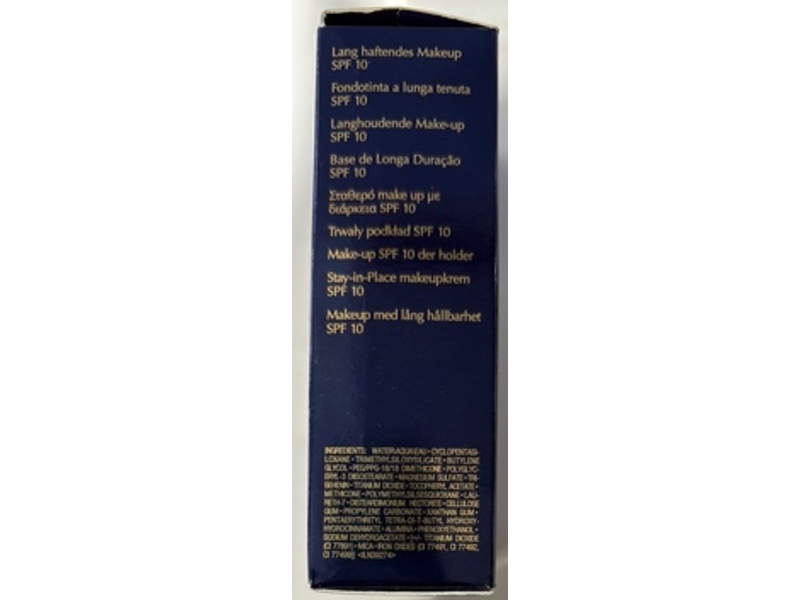 Lang haftendes Makeup
SPF 10
Fondotinta a lunga tenuta
SPF 10
Langhoudende Make-up
SPF 10
Base de Longa Duração
SPF 10
Σταθερό make up με
διάρκεια SPF 10
Trwały podkład SPF 10
Make-up SPF 10 der holder
Stay-in-Place makeupkrem
SPF 10
Makeup med lång hållbarhet
SPF 10
INGREDIENTS: WATER\AQUA\EAU • CYCLOPENTASI-
LOXANE • TRIMETHYLSILOXYSILICATE • BUTYLENE
GLYCOL • PEG/PPG-18/18 DIMETHICONE • POLYGLYC-
ERYL-3 DIISOSTEARATE • MAGNESIUM SULFATE • TRI-
BEHENIN • TITANIUM DIOXIDE • TOCOPHERYL ACETATE •
METHICONE • POLYMETHYLSILSESQUIOXANE • LAU-
RETH-7 • DISTEARDIMONIUM HECTORITE • CELLULOSE
GUM • PROPYLENE CARBONATE • XANTHAN GUM •
PENTAERYTHRITYL TETRA-DI-T-BUTYL HYDROXY-
HYDROCINNAMATE • ALUMINA • PHENOXYETHANOL •
SODIUM DEHYDROACETATE • [+/- TITANIUM DIOXIDE
(CI 77891) • MICA • IRON OXIDES (CI 77491, CI 77492,
CI 77499)] <ILN39274>